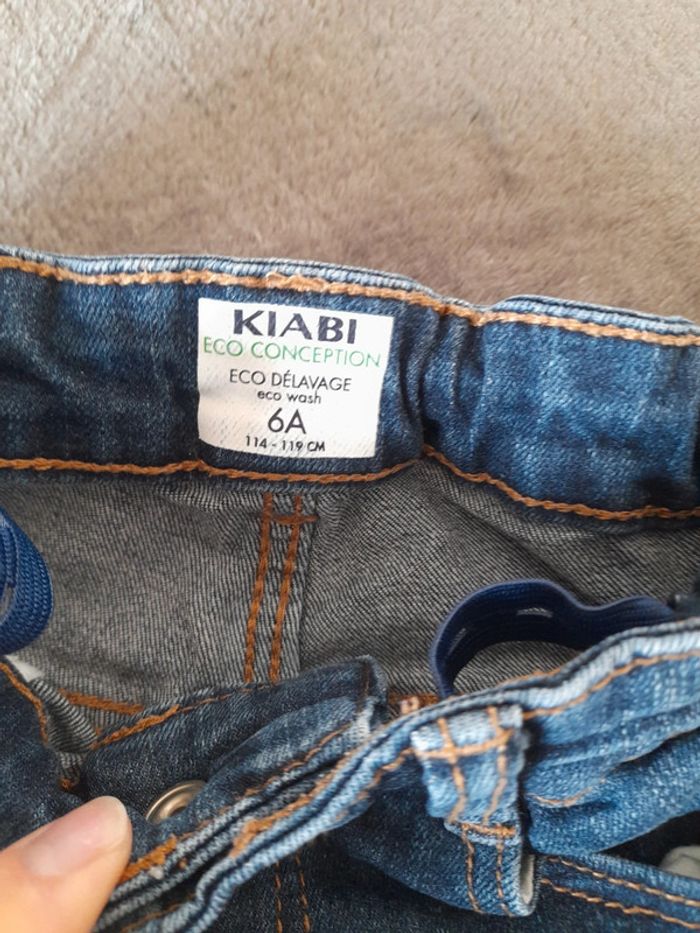 KIABI
ECO CONCEPTION
ECO DÉLAVAGE
eco wash
6A
114 - 119 CM